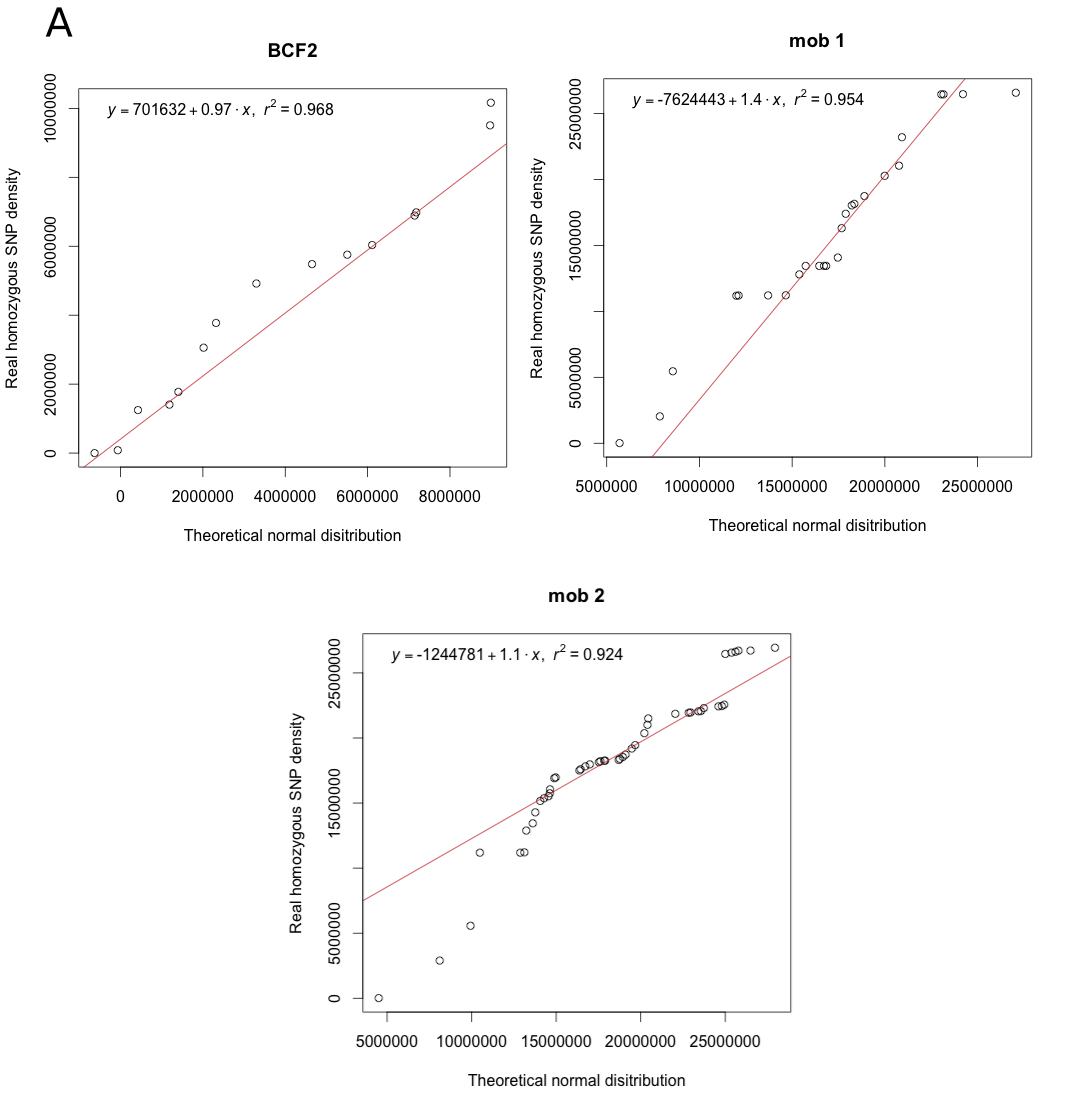 A
BCF2
y = 701632 + 0.97 · x, r² = 0.968
Real homozygous SNP density
0
2000000
6000000
10000000
0
2000000
4000000
6000000
8000000
Theoretical normal disitribution
mob 1
y = -7624443 + 1.4 · x, r² = 0.954
Real homozygous SNP density
0
5000000
15000000
25000000
5000000
10000000
15000000
20000000
25000000
Theoretical normal disitribution
mob 2
y = -1244781 + 1.1 · x, r² = 0.924
Real homozygous SNP density
0
5000000
15000000
25000000
5000000
10000000
15000000
20000000
25000000
Theoretical normal disitribution